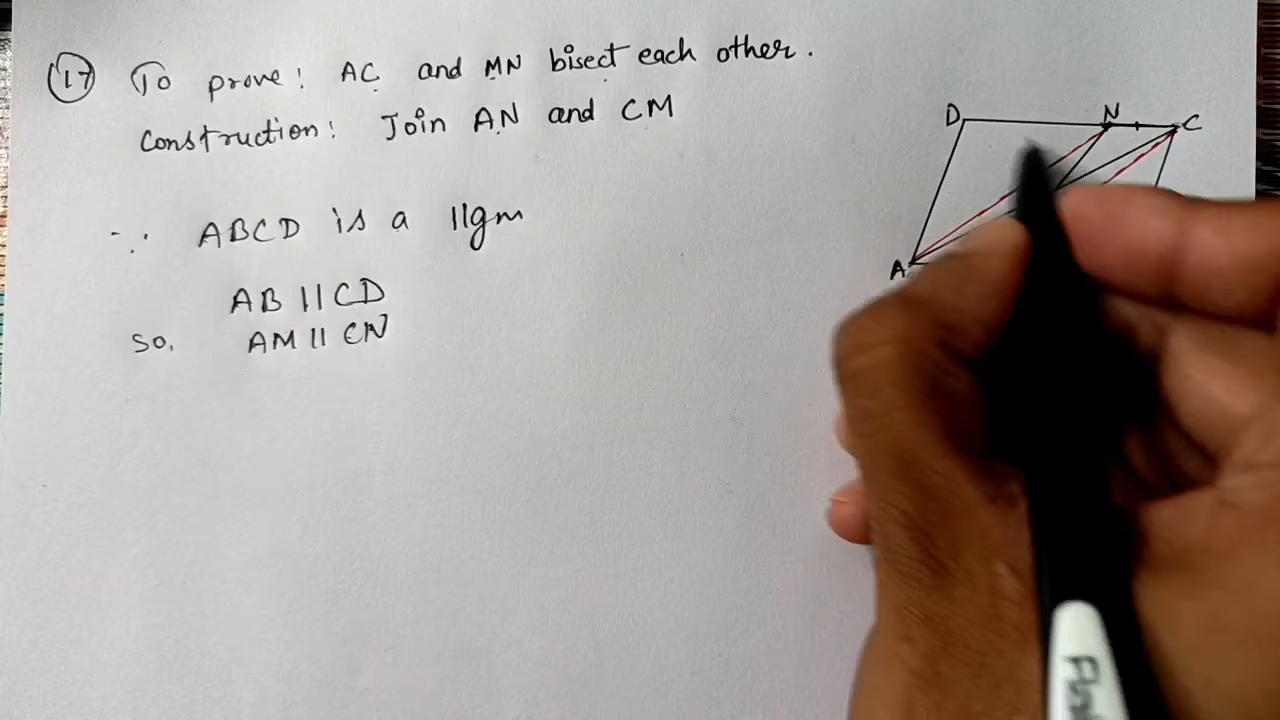 17 To prove: AC and MN bisect each other.
Construction: Join AN and CM
D N C
∵ ABCD is a ||gm
A
AB || CD
So, AM || CN